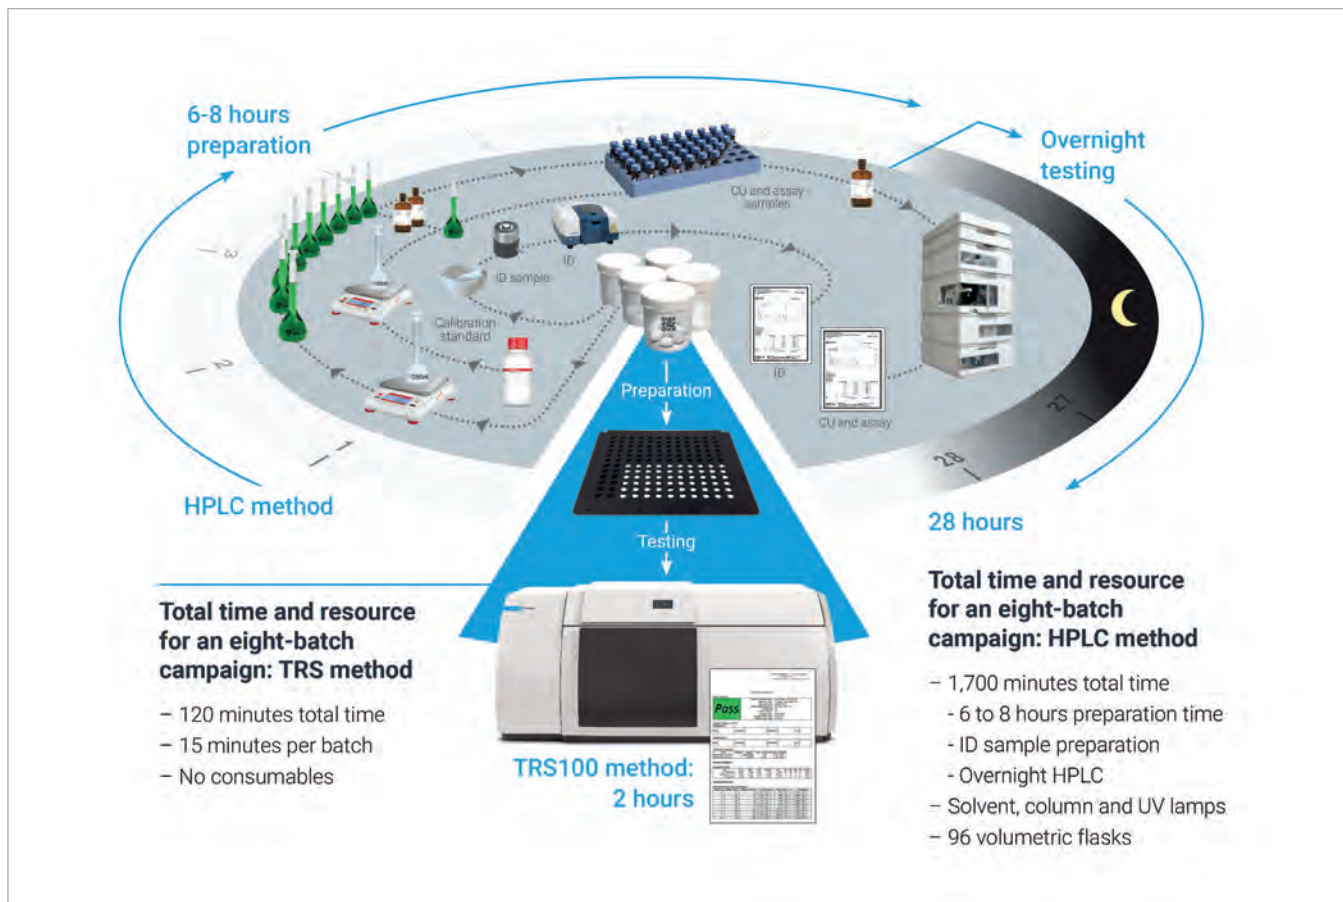 6-8 hours
preparation
Overnight
testing
CU and assay
samples
ID
ID sample
Calibration
standard
3
2
1
ID
CU and assay
27
28
Preparation
Testing
HPLC method
28 hours
Total time and resource
for an eight-batch
campaign: TRS method
– 120 minutes total time
– 15 minutes per batch
– No consumables
Pass
TRS100 method:
2 hours
Total time and resource
for an eight-batch
campaign: HPLC method
– 1,700 minutes total time
- 6 to 8 hours preparation time
- ID sample preparation
- Overnight HPLC
– Solvent, column and UV lamps
– 96 volumetric flasks